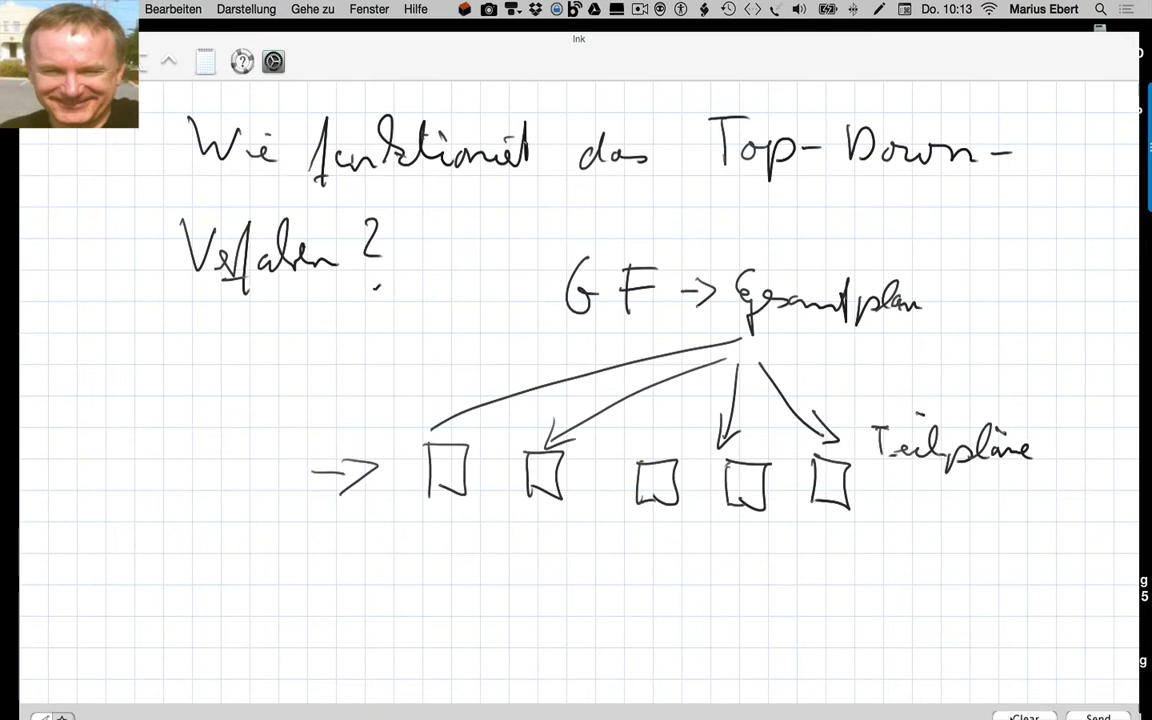 Bearbeiten Darstellung Gehe zu Fenster Hilfe Do. 10:13 Marius Ebert
Ink
Wie funktioniert das Top-Down-
Verfahren?
GF → Gesamtplan
Teilpläne
g
5
g
Clear Send